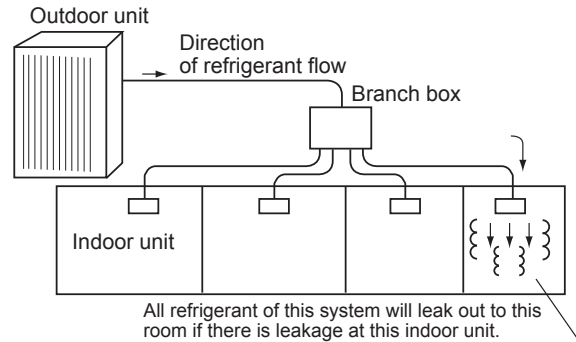 Outdoor unit
Direction
of refrigerant flow
Branch box
Indoor unit
All refrigerant of this system will leak out to this
room if there is leakage at this indoor unit.